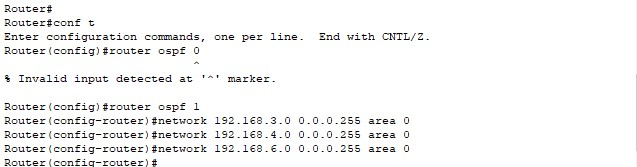 Router#
Router#conf t
Enter configuration commands, one per line.  End with CNTL/Z.
Router(config)#router ospf 0
                           ^
% Invalid input detected at '^' marker.

Router(config)#router ospf 1
Router(config-router)#network 192.168.3.0 0.0.0.255 area 0
Router(config-router)#network 192.168.4.0 0.0.0.255 area 0
Router(config-router)#network 192.168.6.0 0.0.0.255 area 0
Router(config-router)#